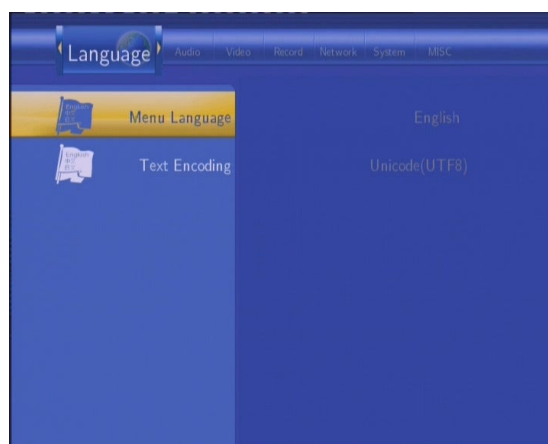 Language Audio Video Record Network System MISC
Menu Language English
Text Encoding Unicode(UTF8)